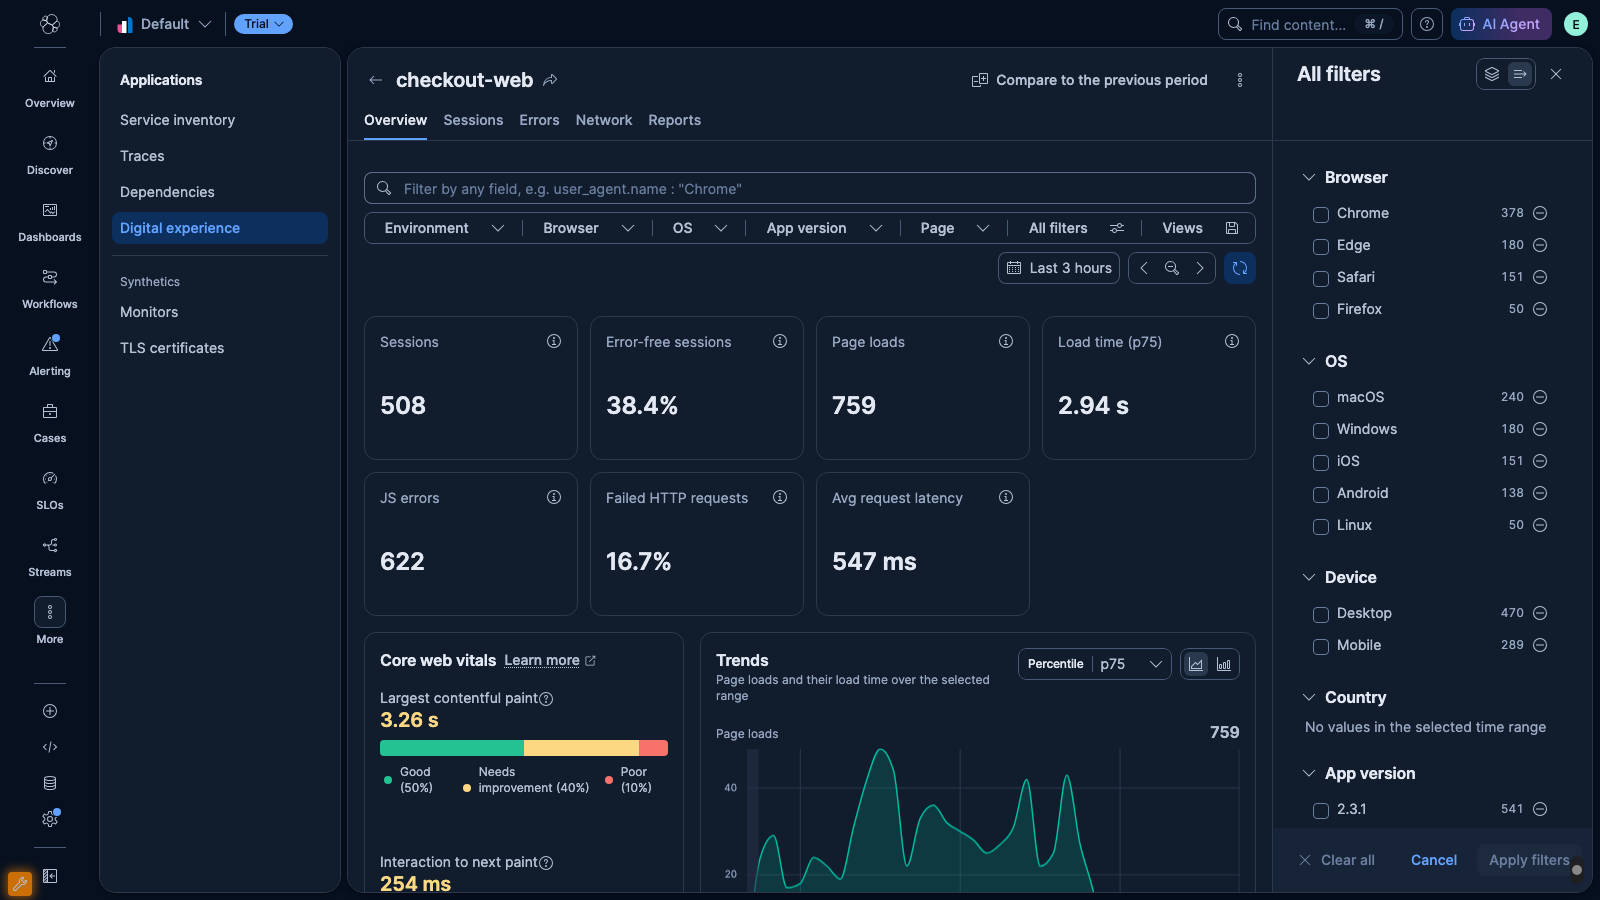 Default
Trial
Find content...
⌘ /
AI Agent
E
Overview
Discover
Dashboards
Workflows
Alerting
Cases
SLOs
Streams
More
Applications
Service inventory
Traces
Dependencies
Digital experience
Synthetics
Monitors
TLS certificates
checkout-web
Compare to the previous period
Overview
Sessions
Errors
Network
Reports
Filter by any field, e.g. user_agent.name : "Chrome"
Environment
Browser
OS
App version
Page
All filters
Views
Last 3 hours
Sessions
508
Error-free sessions
38.4%
Page loads
759
Load time (p75)
2.94 s
JS errors
622
Failed HTTP requests
16.7%
Avg request latency
547 ms
Core web vitals
Learn more
Largest contentful paint
3.26 s
Good
(50%)
Needs
improvement (40%)
Poor
(10%)
Interaction to next paint
254 ms
Trends
Page loads and their load time over the selected
range
Percentile
p75
Page loads
759
40
20
All filters
Browser
Chrome 378
Edge 180
Safari 151
Firefox 50
OS
macOS 240
Windows 180
iOS 151
Android 138
Linux 50
Device
Desktop 470
Mobile 289
Country
No values in the selected time range
App version
2.3.1 541
Clear all
Cancel
Apply filters